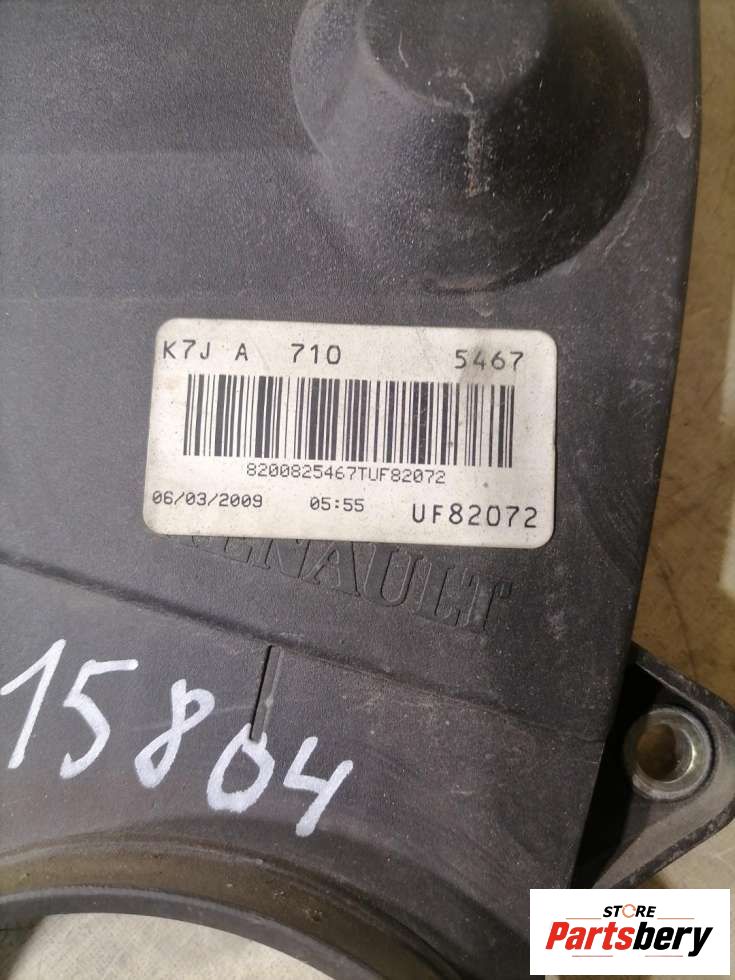 K7J A 710 5467
8200825467TUF82072
06/03/2009 05:55 UF82072
RENAULT
15804
STORE
Partsbery